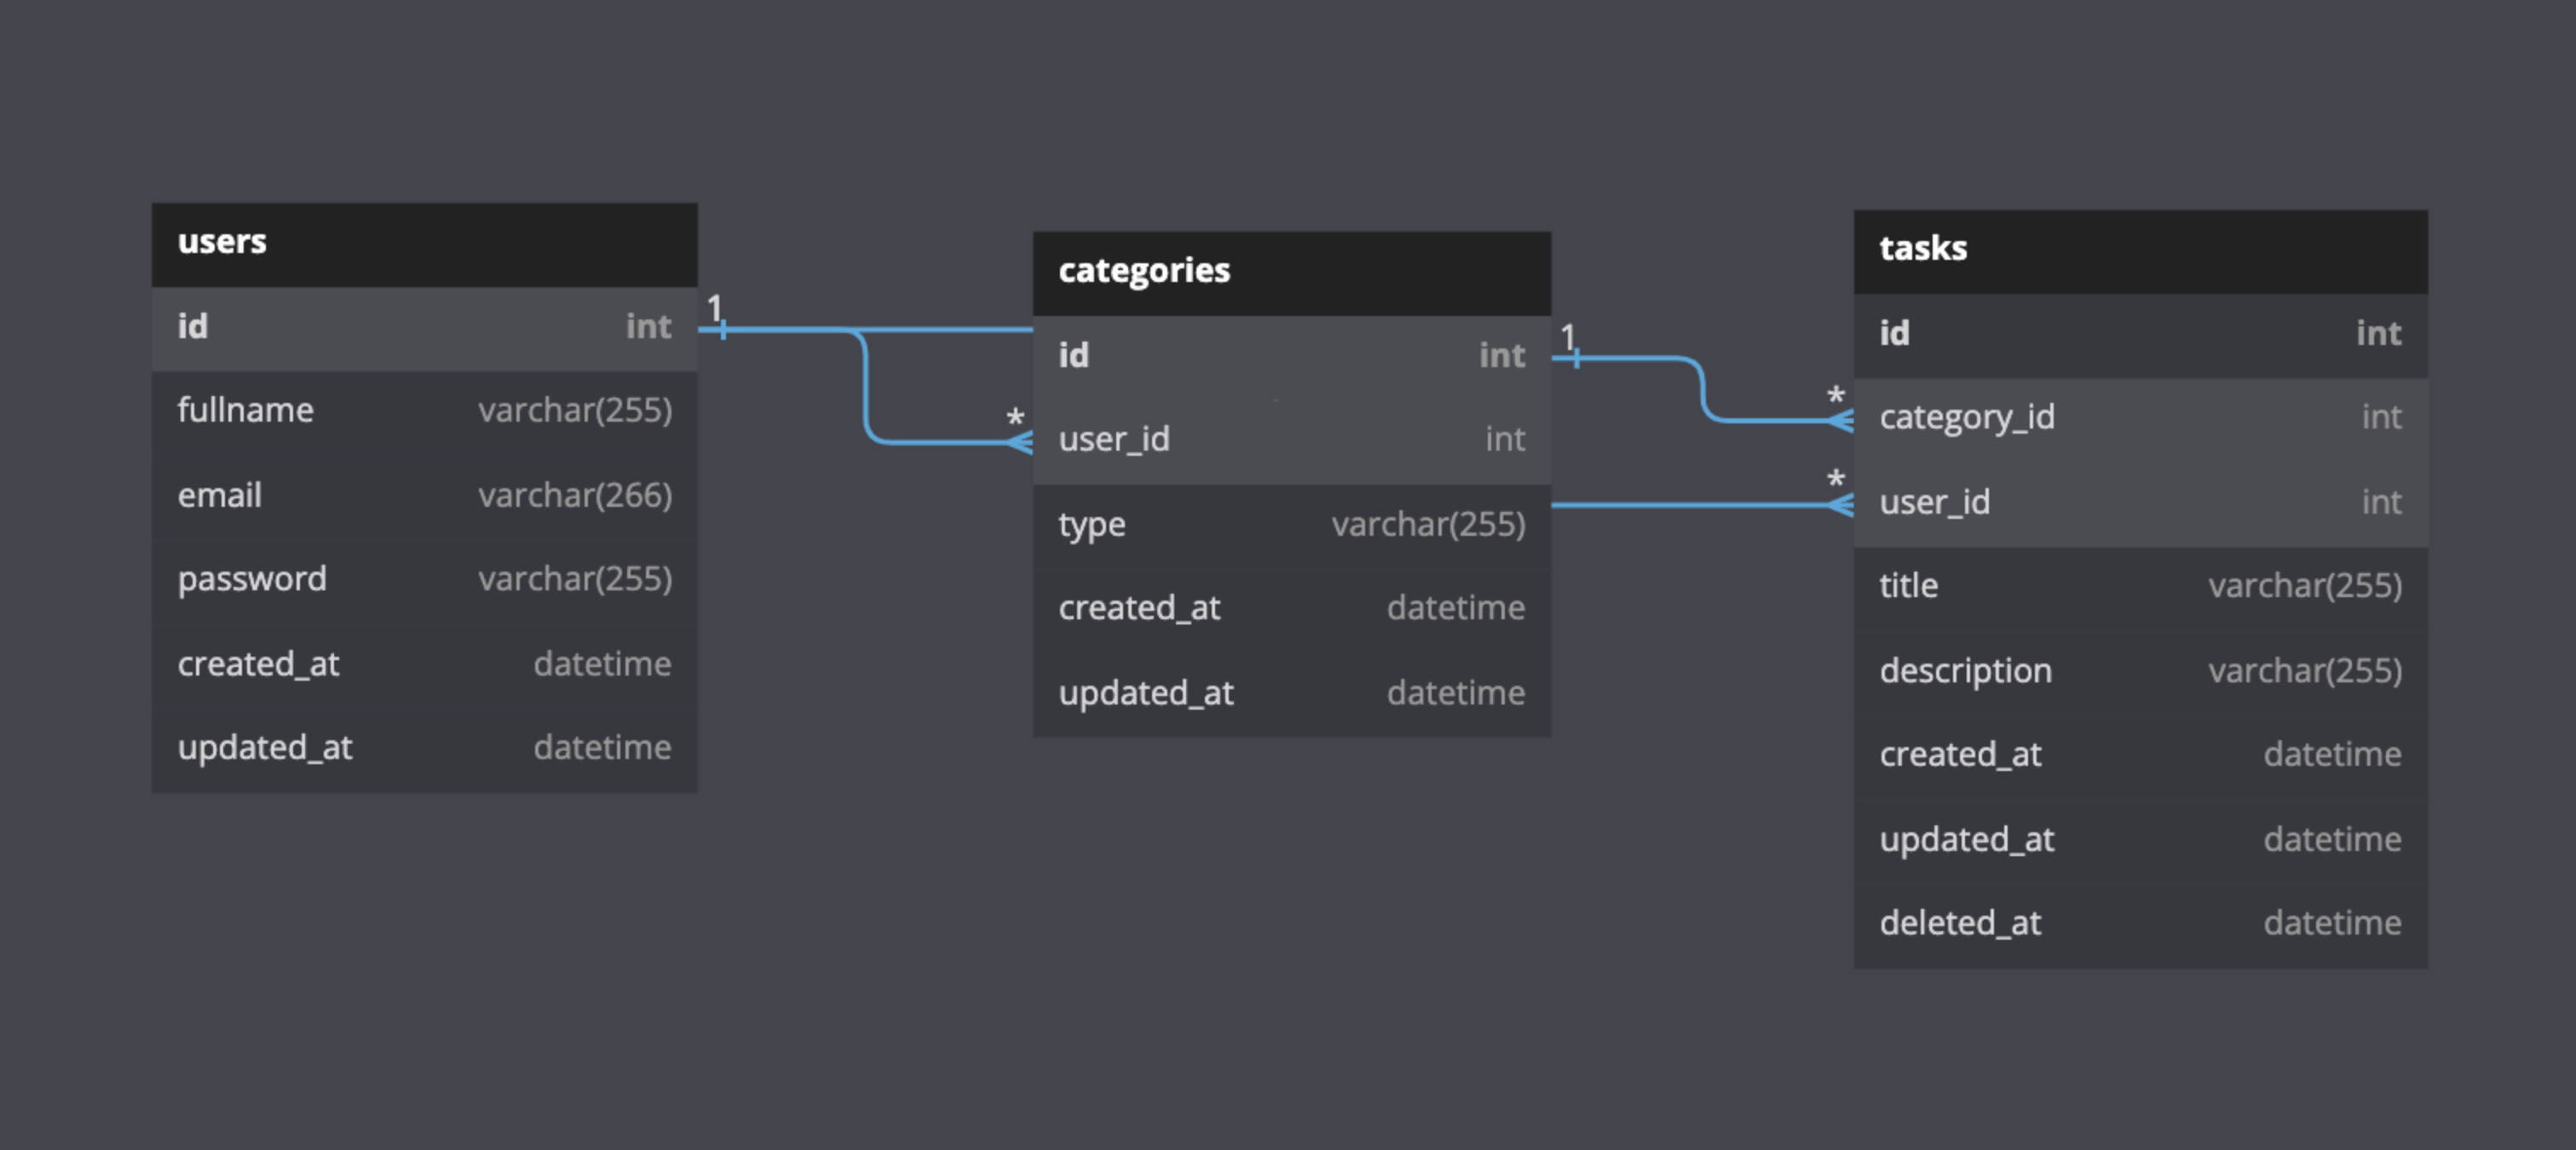 users
id int
fullname varchar(255)
email varchar(266)
password varchar(255)
created_at datetime
updated_at datetime
1
*
categories
id int
user_id int
type varchar(255)
created_at datetime
updated_at datetime
1
*
*
tasks
id int
category_id int
user_id int
title varchar(255)
description varchar(255)
created_at datetime
updated_at datetime
deleted_at datetime